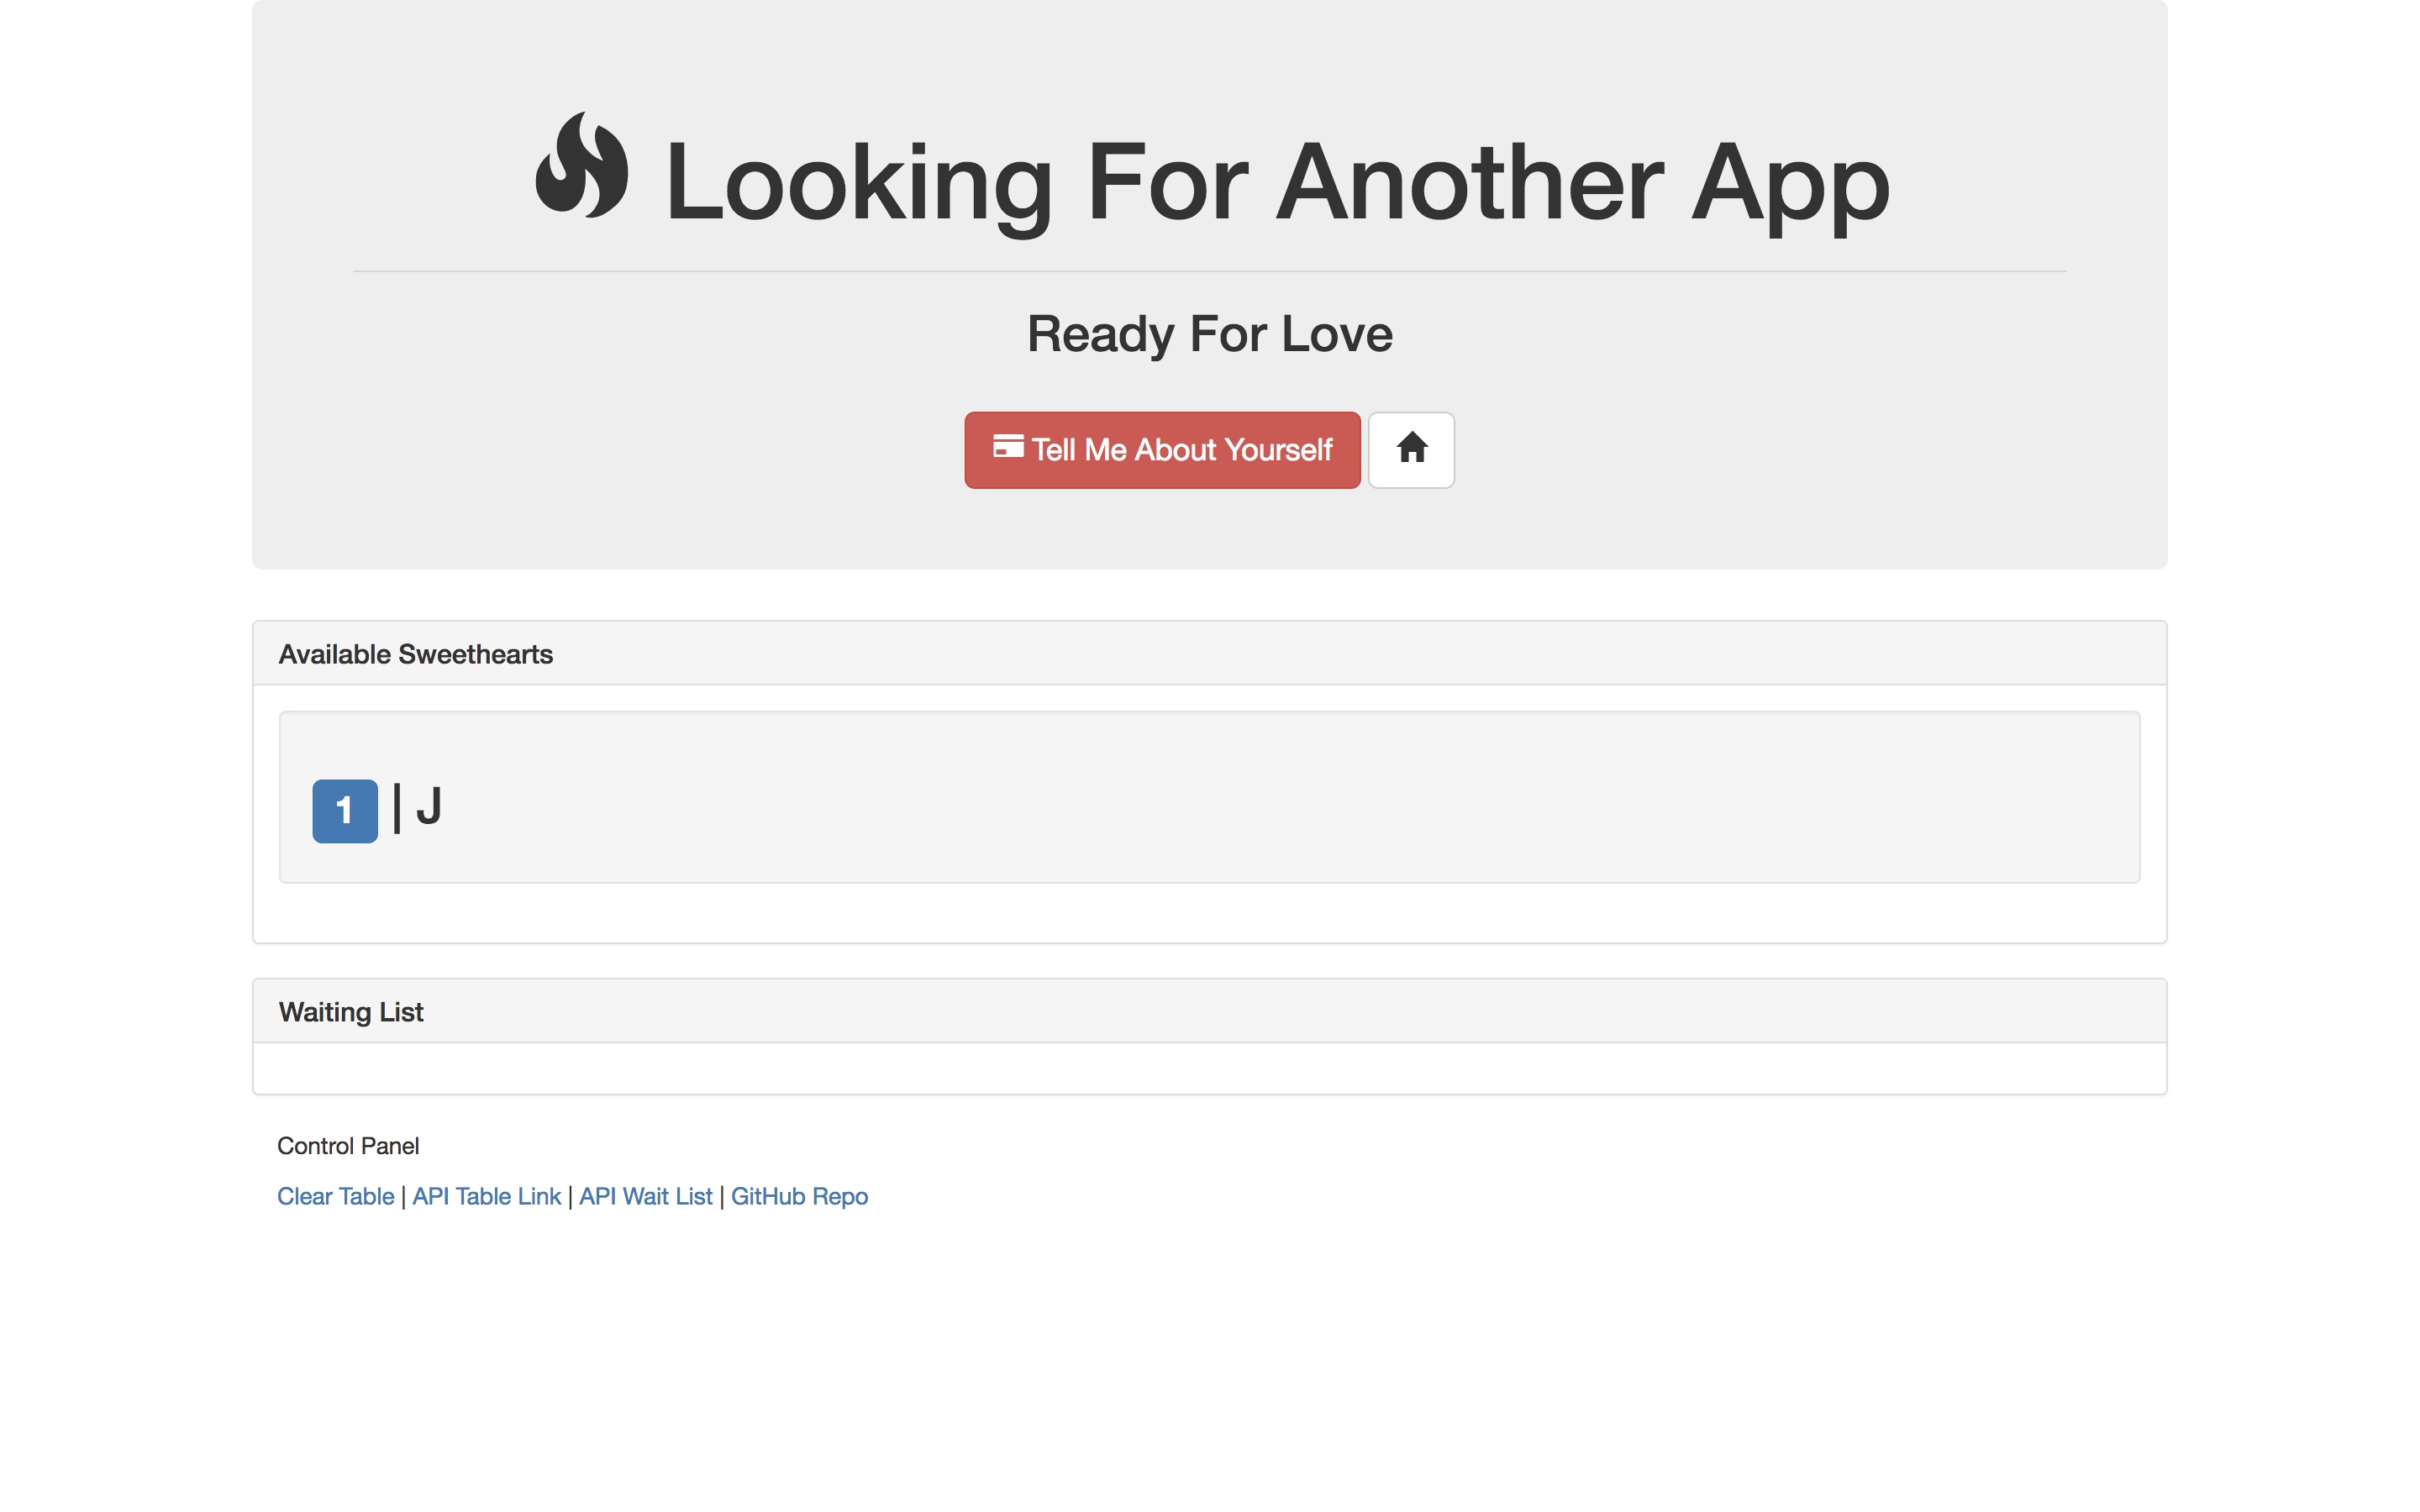 Looking For Another App
Ready For Love
Tell Me About Yourself
Available Sweethearts
1 | J
Waiting List
Control Panel
Clear Table | API Table Link | API Wait List | GitHub Repo